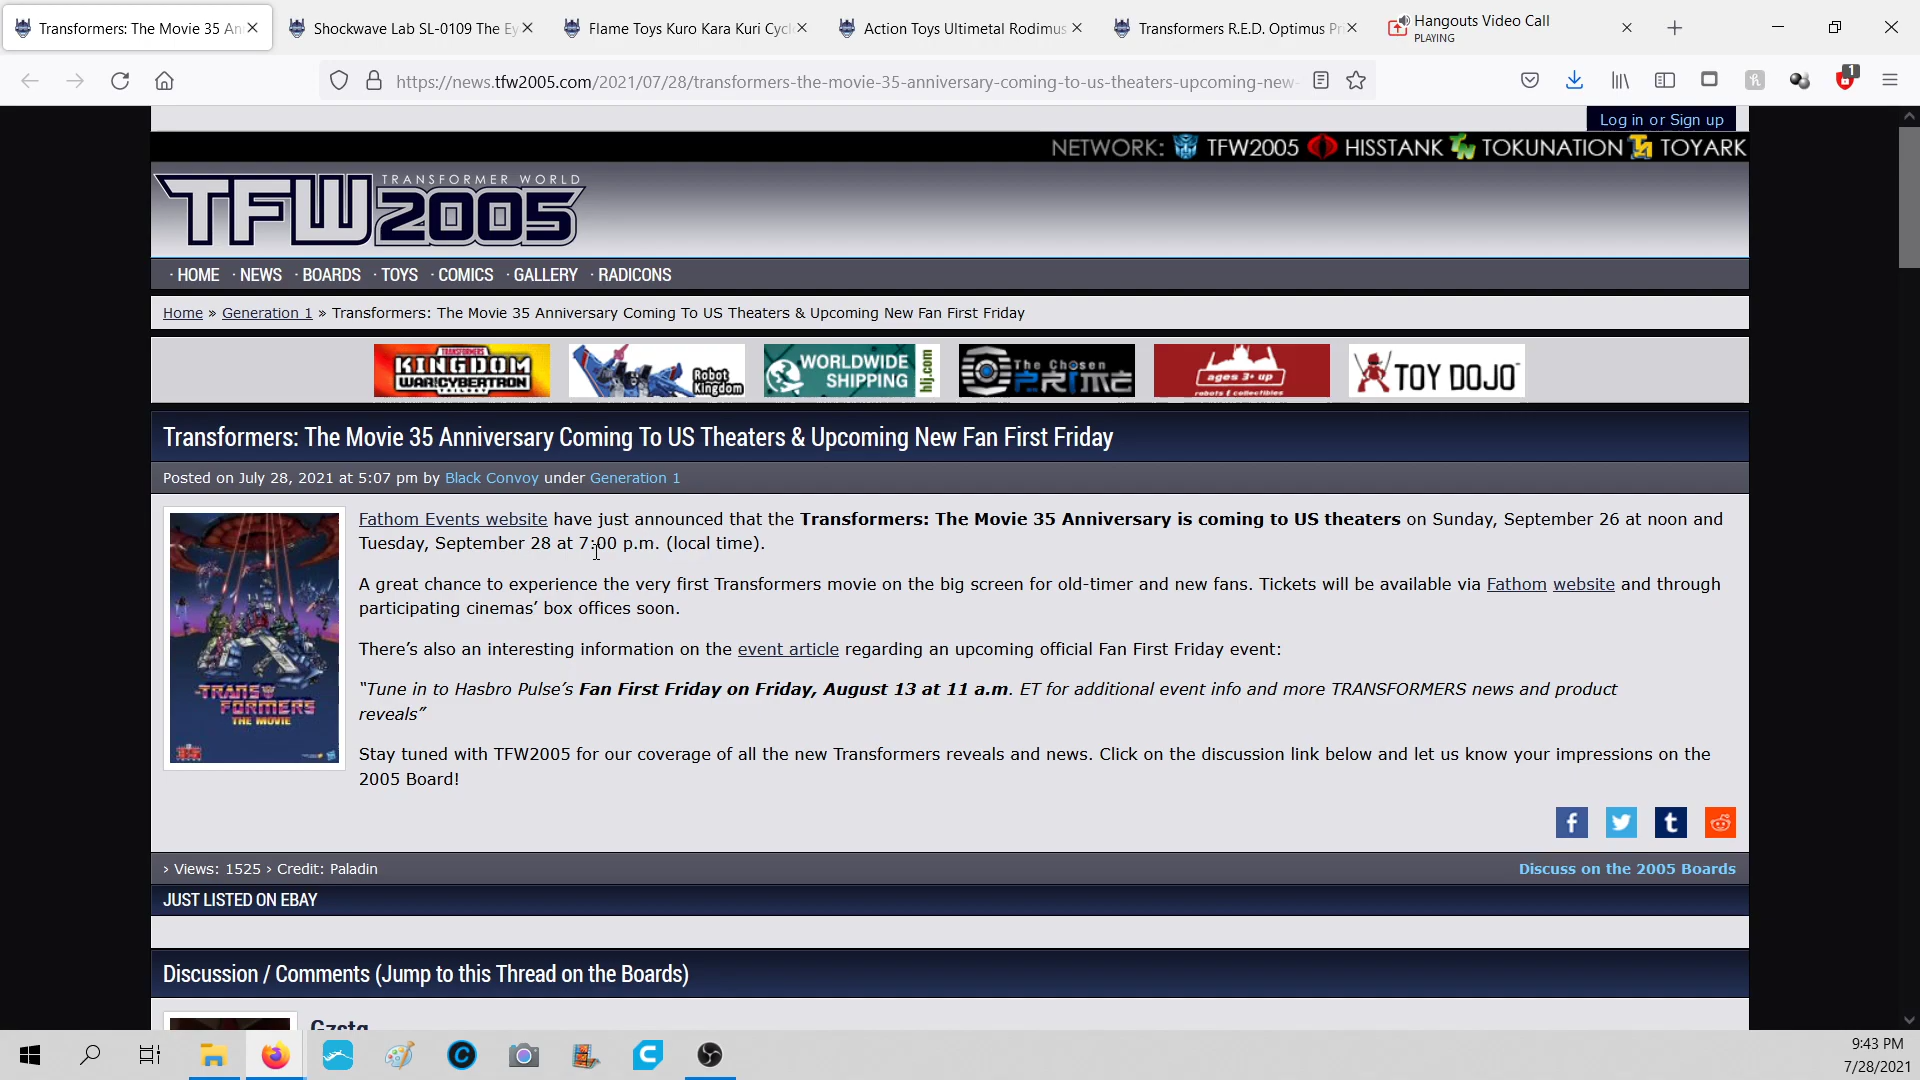 Transformers: The Movie 35 An
Shockwave Lab SL-0109 The Ey
Flame Toys Kuro Kara Kuri Cycl
Action Toys Ultimetal Rodimus
Transformers R.E.D. Optimus Pri
Hangouts Video Call
PLAYING
https://news.tfw2005.com/2021/07/28/transformers-the-movie-35-anniversary-coming-to-us-theaters-upcoming-new-
1
Log in or Sign up
NETWORK: TFW2005 HISSTANK TOKUNATION TOYARK
TRANSFORMER WORLD
TFW2005
· HOME · NEWS · BOARDS · TOYS · COMICS · GALLERY · RADICONS
Home » Generation 1 » Transformers: The Movie 35 Anniversary Coming To US Theaters & Upcoming New Fan First Friday
TRANSFORMERS
KINGDOM
WAR CYBERTRON
Robot
Kingdom
WORLDWIDE
SHIPPING
hlj.com
The Chosen
PRIME
ages 3+ up
robots & collectibles
TOY DOJO
Transformers: The Movie 35 Anniversary Coming To US Theaters & Upcoming New Fan First Friday
Posted on July 28, 2021 at 5:07 pm by Black Convoy under Generation 1
Fathom Events website have just announced that the Transformers: The Movie 35 Anniversary is coming to US theaters on Sunday, September 26 at noon and
Tuesday, September 28 at 7:00 p.m. (local time).
A great chance to experience the very first Transformers movie on the big screen for old-timer and new fans. Tickets will be available via Fathom website and through
participating cinemas’ box offices soon.
There’s also an interesting information on the event article regarding an upcoming official Fan First Friday event:
“Tune in to Hasbro Pulse’s Fan First Friday on Friday, August 13 at 11 a.m. ET for additional event info and more TRANSFORMERS news and product
reveals”
Stay tuned with TFW2005 for our coverage of all the new Transformers reveals and news. Click on the discussion link below and let us know your impressions on the
2005 Board!
TRANS
FORMERS
THE MOVIE
35
› Views: 1525 › Credit: Paladin
Discuss on the 2005 Boards
JUST LISTED ON EBAY
Discussion / Comments (Jump to this Thread on the Boards)
Gzsta
9:43 PM
7/28/2021